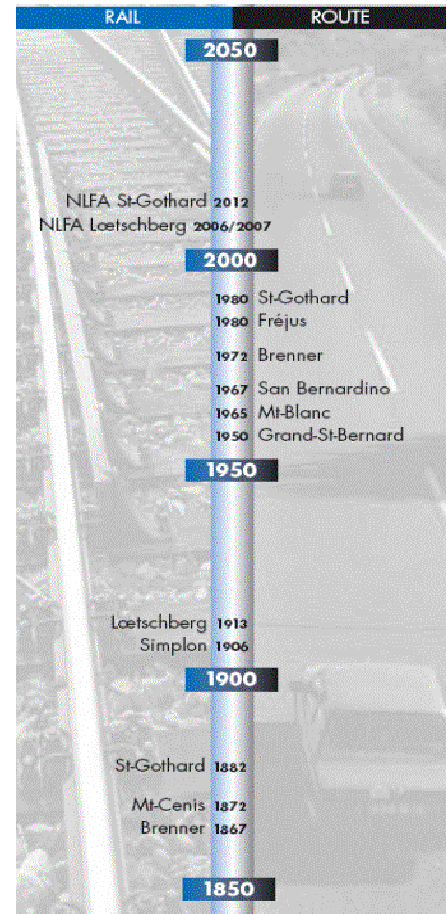 RAIL ROUTE
2050
NLFA St-Gothard 2012
NLFA Lœtschberg 2006/2007
2000
1980 St-Gothard
1980 Fréjus
1972 Brenner
1967 San Bernardino
1965 Mt-Blanc
1950 Grand-St-Bernard
1950
Lœtschberg 1913
Simplon 1906
1900
St-Gothard 1882
Mt-Cenis 1872
Brenner 1867
1850